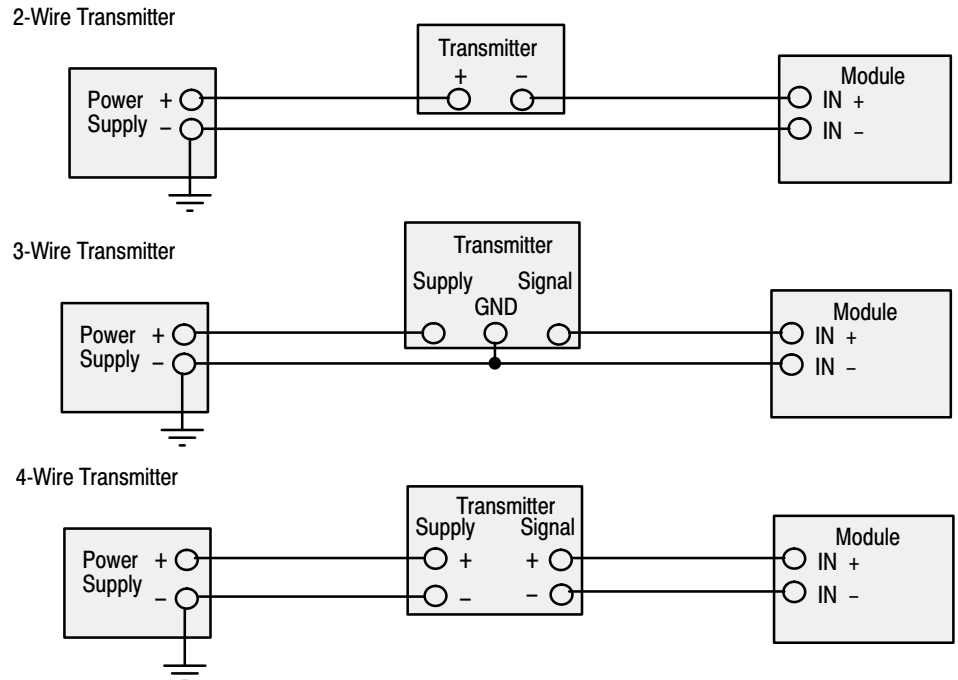 2-Wire Transmitter
Transmitter
+ –
Module
Power +
Supply –
IN +
IN –
3-Wire Transmitter
Transmitter
Supply Signal
GND
Module
Power +
Supply –
IN +
IN –
4-Wire Transmitter
Transmitter
Supply Signal
Module
Power +
Supply
–
+ +
– –
IN +
IN –